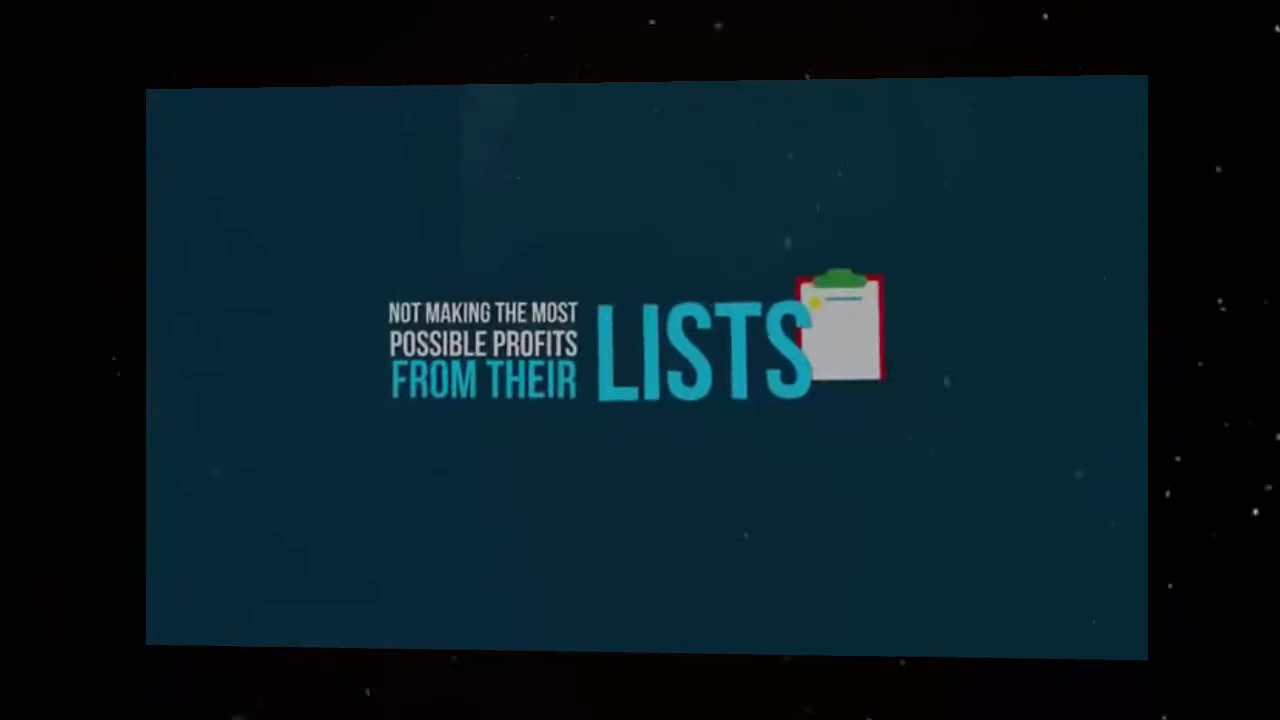 NOT MAKING THE MOST
POSSIBLE PROFITS
FROM THEIR
LISTS